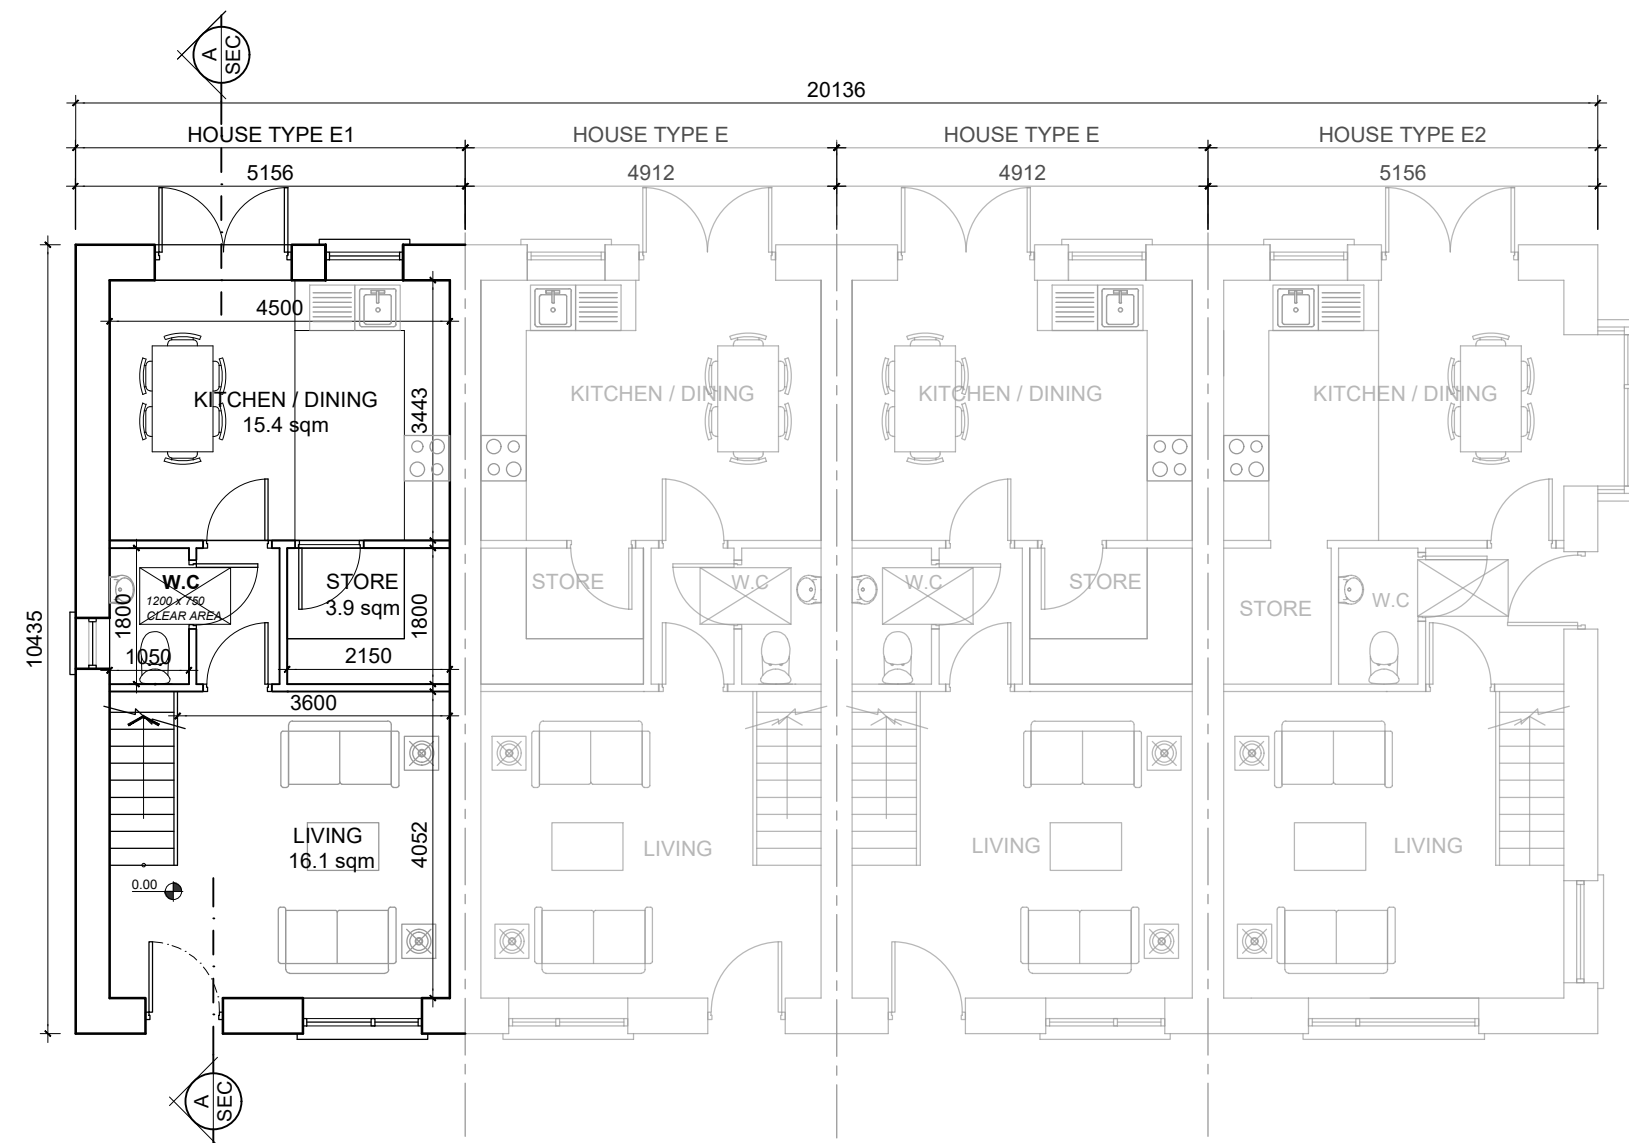 A
SEC
20136
HOUSE TYPE E1
HOUSE TYPE E
HOUSE TYPE E
HOUSE TYPE E2
5156
4912
4912
5156
4500
KITCHEN / DINING
15.4 sqm
3443
KITCHEN / DINING
KITCHEN / DINING
KITCHEN / DINING
10435
W.C
1200 x 750
CLEAR AREA
1800
1050
STORE
3.9 sqm
1800
2150
STORE
W.C
W.C
STORE
STORE
W.C
3600
LIVING
16.1 sqm
4052
LIVING
LIVING
LIVING
0.00
A
SEC